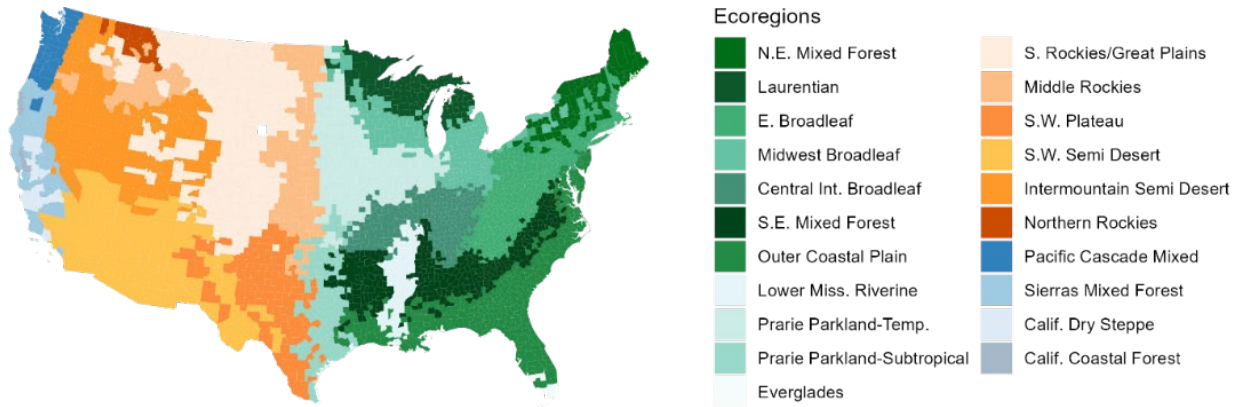 Ecoregions
N.E. Mixed Forest
Laurentian
E. Broadleaf
Midwest Broadleaf
Central Int. Broadleaf
S.E. Mixed Forest
Outer Coastal Plain
Lower Miss. Riverine
Prarie Parkland-Temp.
Prarie Parkland-Subtropical
Everglades
S. Rockies/Great Plains
Middle Rockies
S.W. Plateau
S.W. Semi Desert
Intermountain Semi Desert
Northern Rockies
Pacific Cascade Mixed
Sierras Mixed Forest
Calif. Dry Steppe
Calif. Coastal Forest